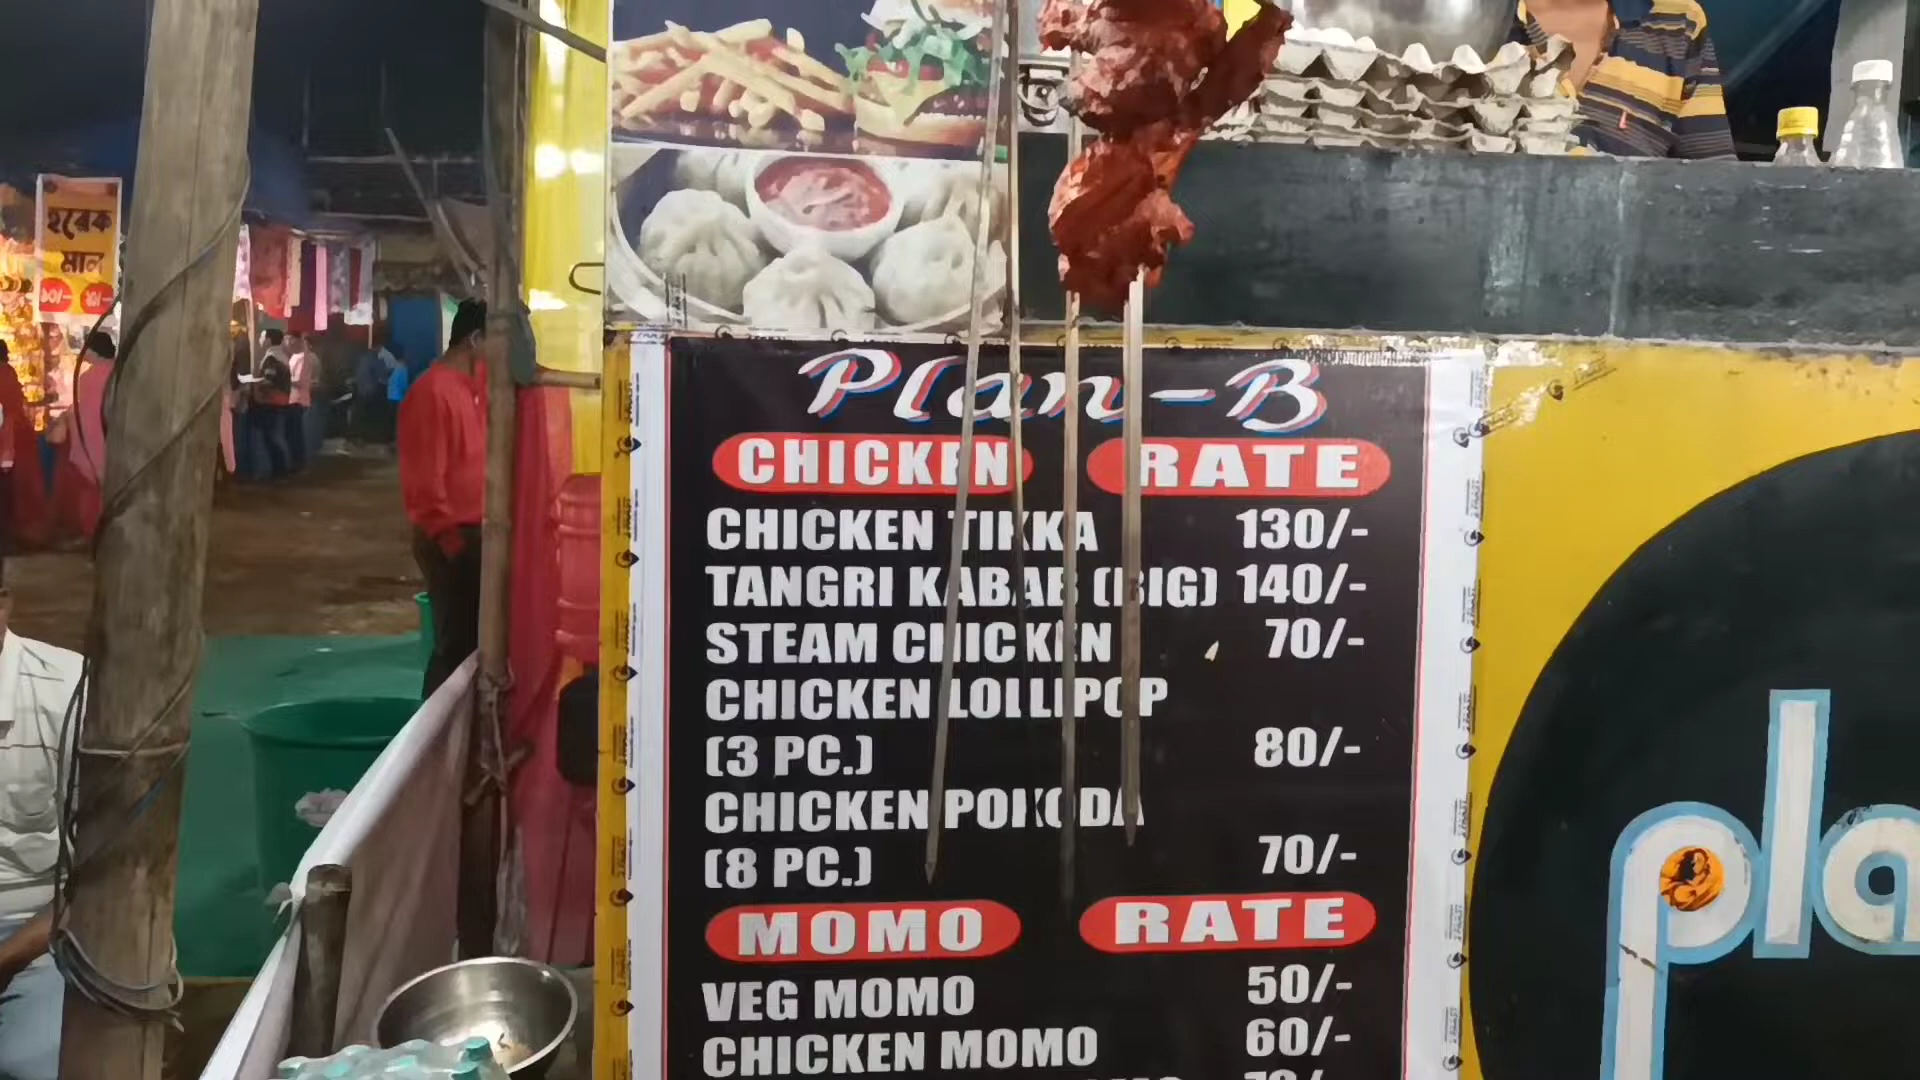 হরেক
মাল
১০/-
Plan-B
CHICKEN RATE
CHICKEN TIKKA 130/-
TANGRI KABAB (BIG) 140/-
STEAM CHICKEN 70/-
CHICKEN LOLLIPOP
(3 PC.) 80/-
CHICKEN POKODA
(8 PC.) 70/-
MOMO RATE
VEG MOMO 50/-
CHICKEN MOMO 60/-
pla